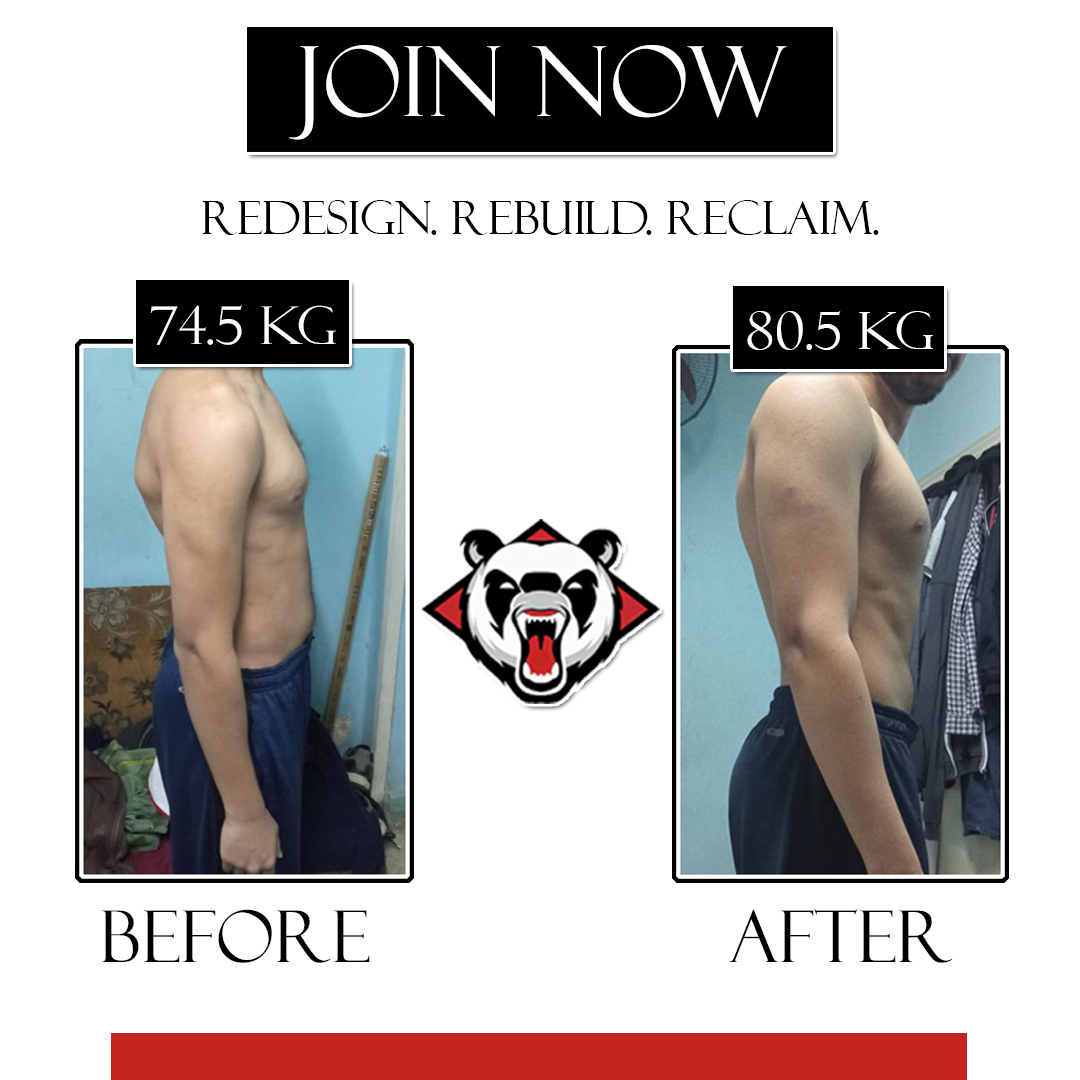 JOIN NOW
REDESIGN. REBUILD. RECLAIM.
74.5 KG
80.5 KG
BEFORE
AFTER